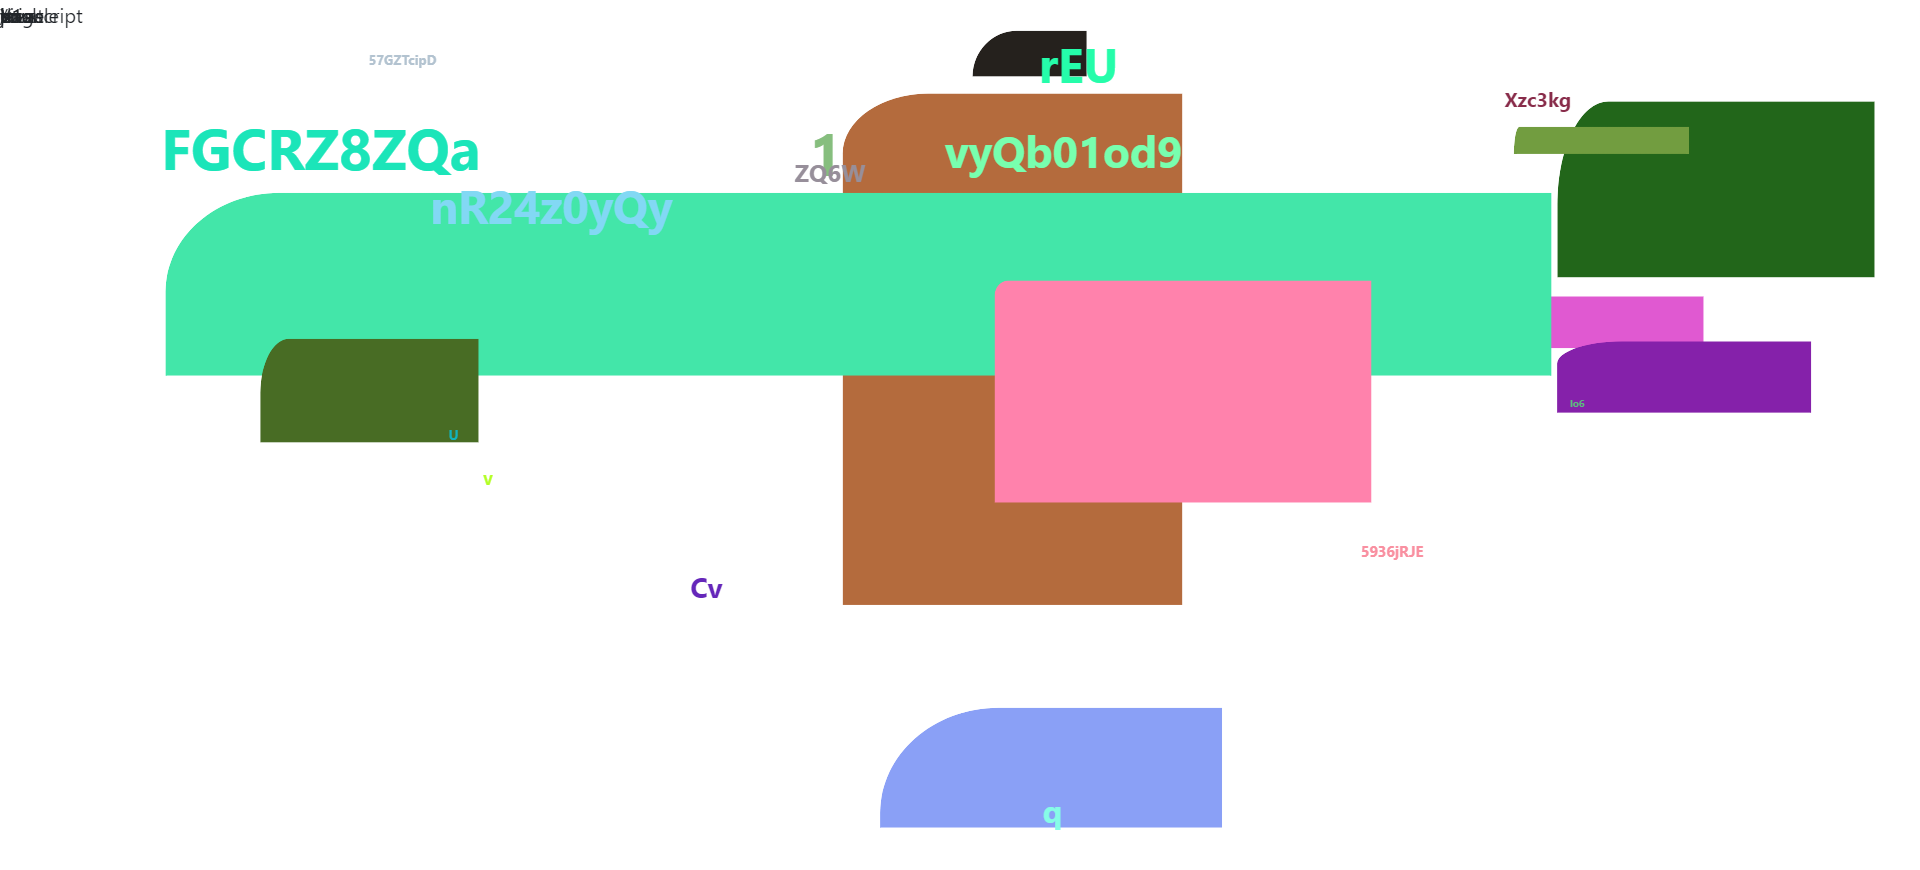 57GZTcipD
rEU
Xzc3kg
FGCRZ8ZQa
1
vyQb01od9
ZQ6W
nR24z0yQy
U
v
5936jRJE
Cv
q